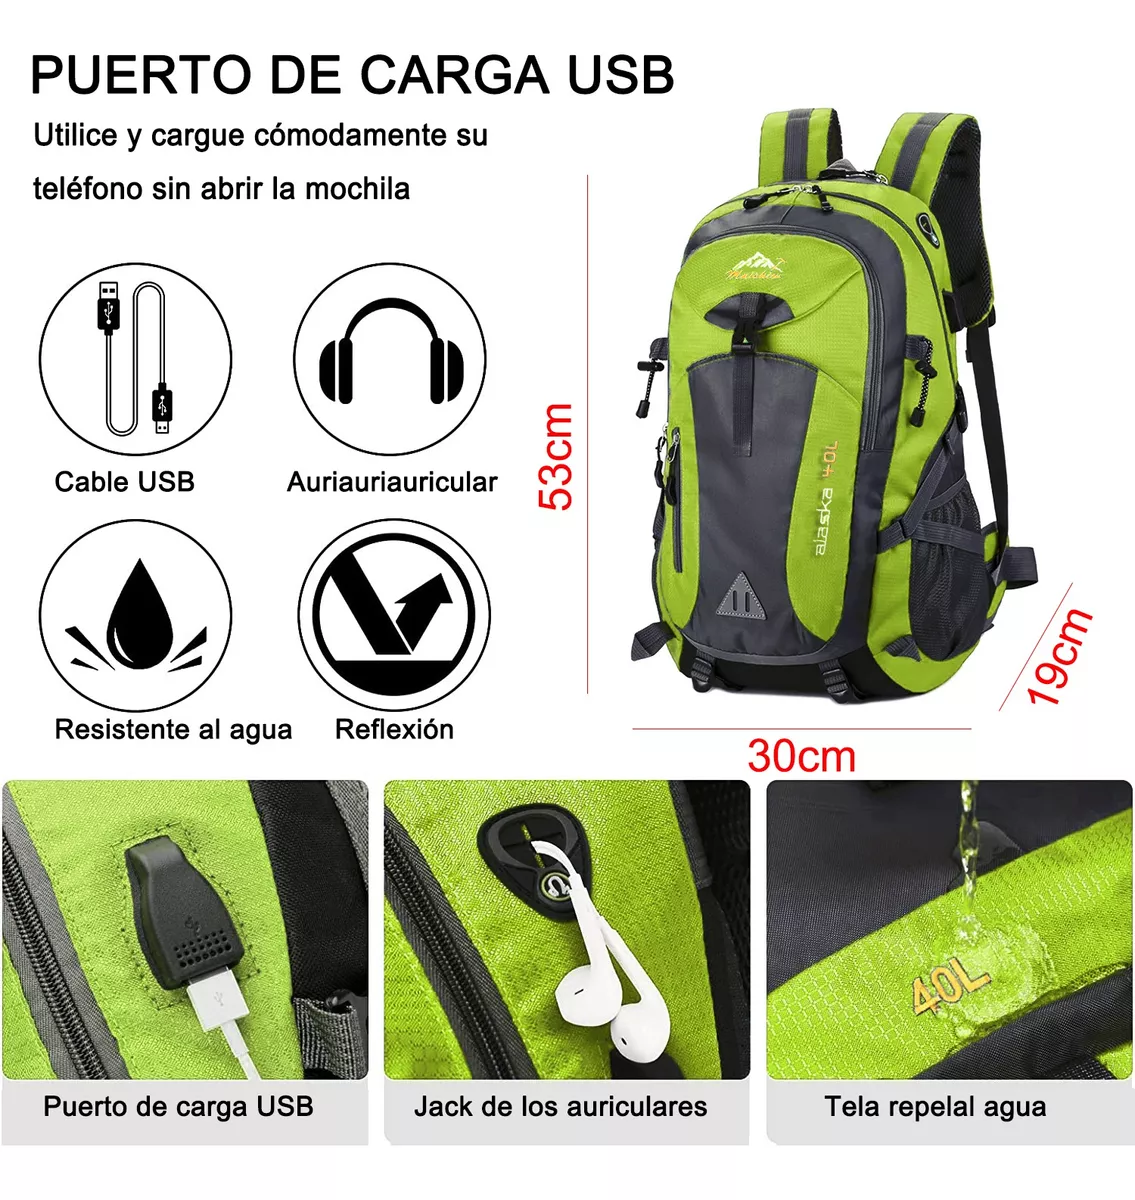 PUERTO DE CARGA USB
Utilice y cargue cómodamente su
teléfono sin abrir la mochila
Cable USB
Auriauriauricular
Resistente al agua
Reflexión
53cm
30cm
19cm
alaska 40L
40L
Puerto de carga USB
Jack de los auriculares
Tela repelal agua